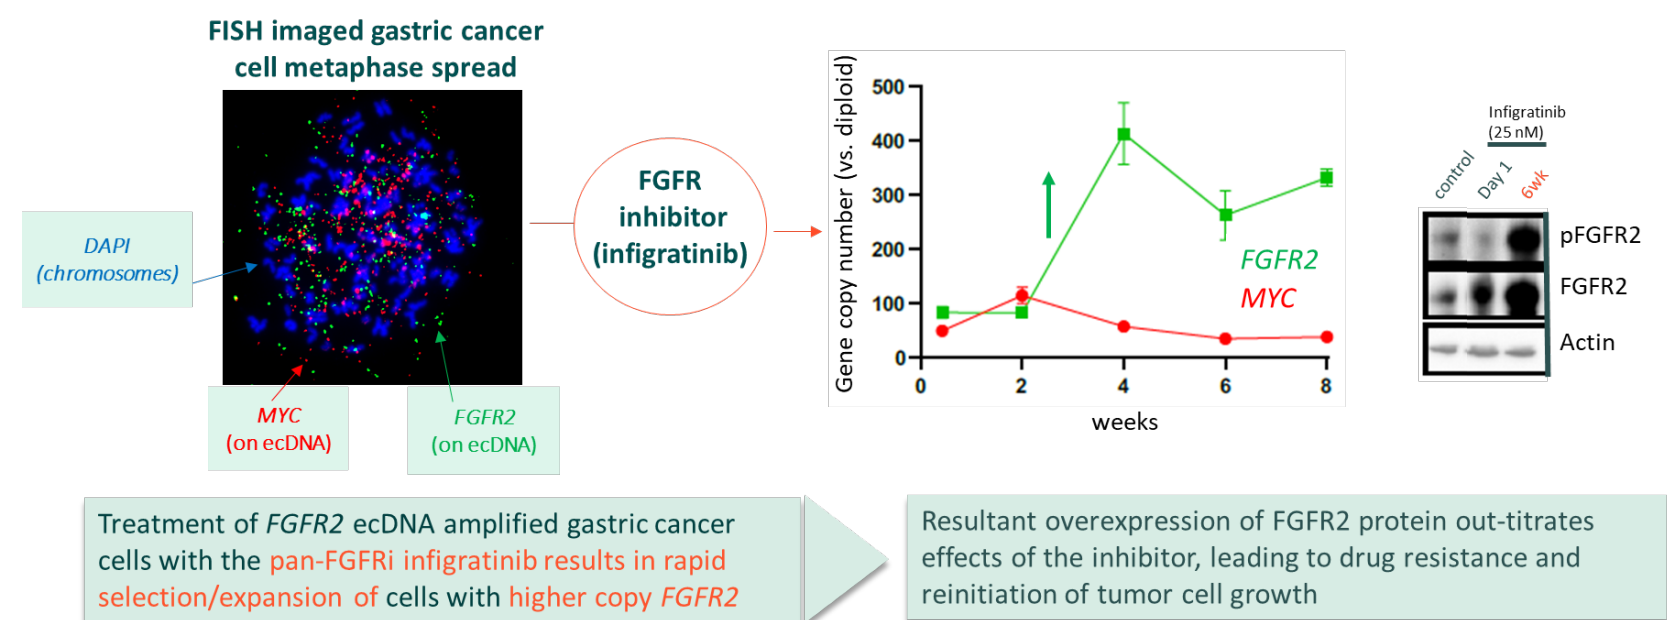 FISH imaged gastric cancer
cell metaphase spread
DAPI
(chromosomes)
MYC
(on ecDNA)
FGFR2
(on ecDNA)
FGFR
inhibitor
(infigratinib)
Gene copy number (vs. diploid)
500
400
300
200
100
0
0 2 4 6 8
weeks
FGFR2
MYC
Infigratinib
(25 nM)
control Day 1 6wk
pFGFR2
FGFR2
Actin
Treatment of FGFR2 ecDNA amplified gastric cancer
cells with the pan-FGFRi infigratinib results in rapid
selection/expansion of cells with higher copy FGFR2
Resultant overexpression of FGFR2 protein out-titrates
effects of the inhibitor, leading to drug resistance and
reinitiation of tumor cell growth